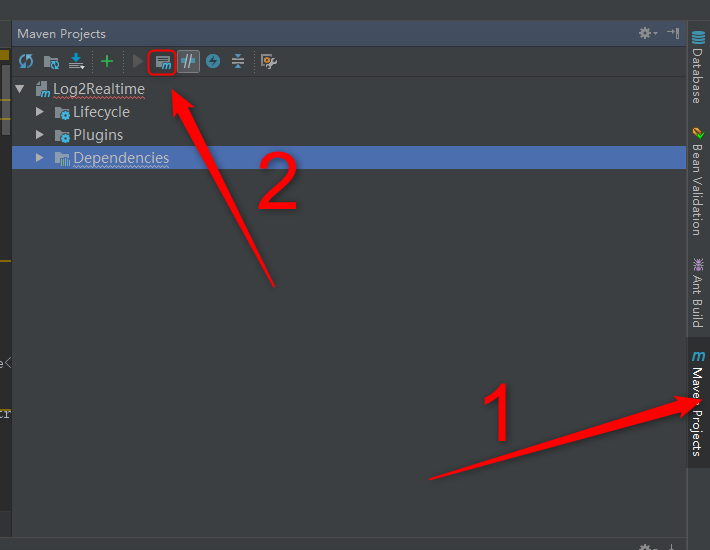 Maven Projects
Log2Realtime
Lifecycle
Plugins
Dependencies
2
1
Database
Bean Validation
Ant Build
Maven Projects